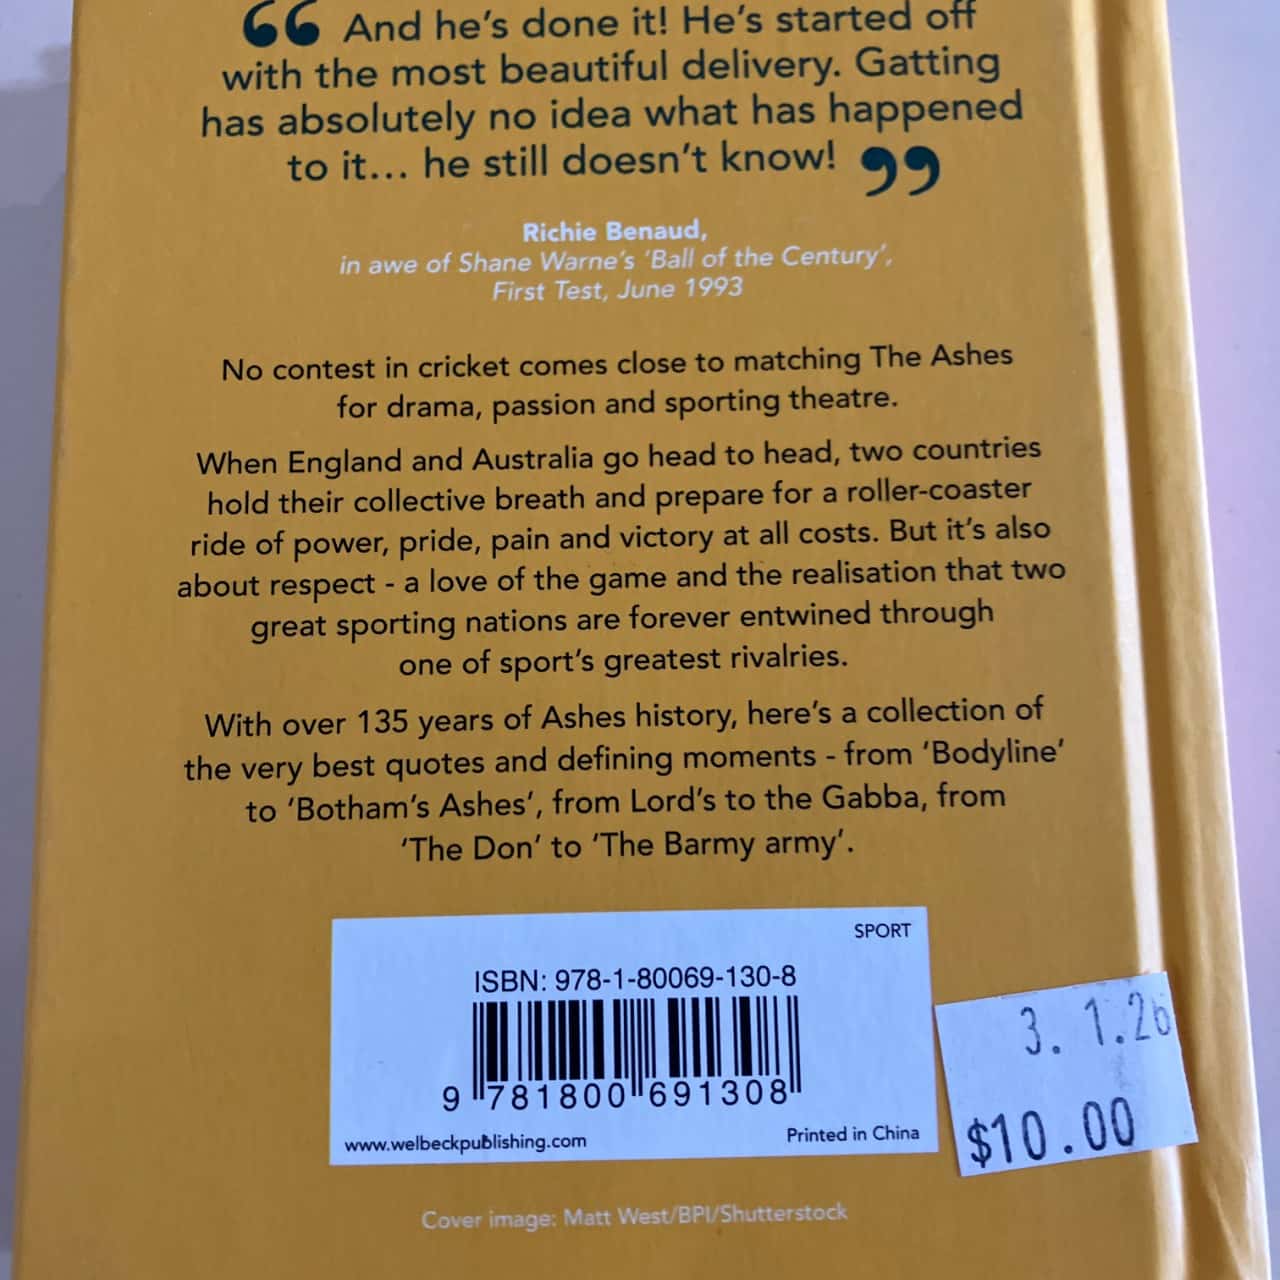 “ And he's done it! He's started off
with the most beautiful delivery. Gatting
has absolutely no idea what has happened
to it... he still doesn't know! ”
Richie Benaud,
in awe of Shane Warne's ‘Ball of the Century’,
First Test, June 1993
No contest in cricket comes close to matching The Ashes
for drama, passion and sporting theatre.
When England and Australia go head to head, two countries
hold their collective breath and prepare for a roller-coaster
ride of power, pride, pain and victory at all costs. But it's also
about respect - a love of the game and the realisation that two
great sporting nations are forever entwined through
one of sport's greatest rivalries.
With over 135 years of Ashes history, here's a collection of
the very best quotes and defining moments - from ‘Bodyline’
to ‘Botham's Ashes’, from Lord's to the Gabba, from
‘The Don’ to ‘The Barmy army’.
SPORT
ISBN: 978-1-80069-130-8
9 781800 691308
www.welbeckpublishing.com
Printed in China
3. 1.26
$10.00
Cover image: Matt West/BPI/Shutterstock